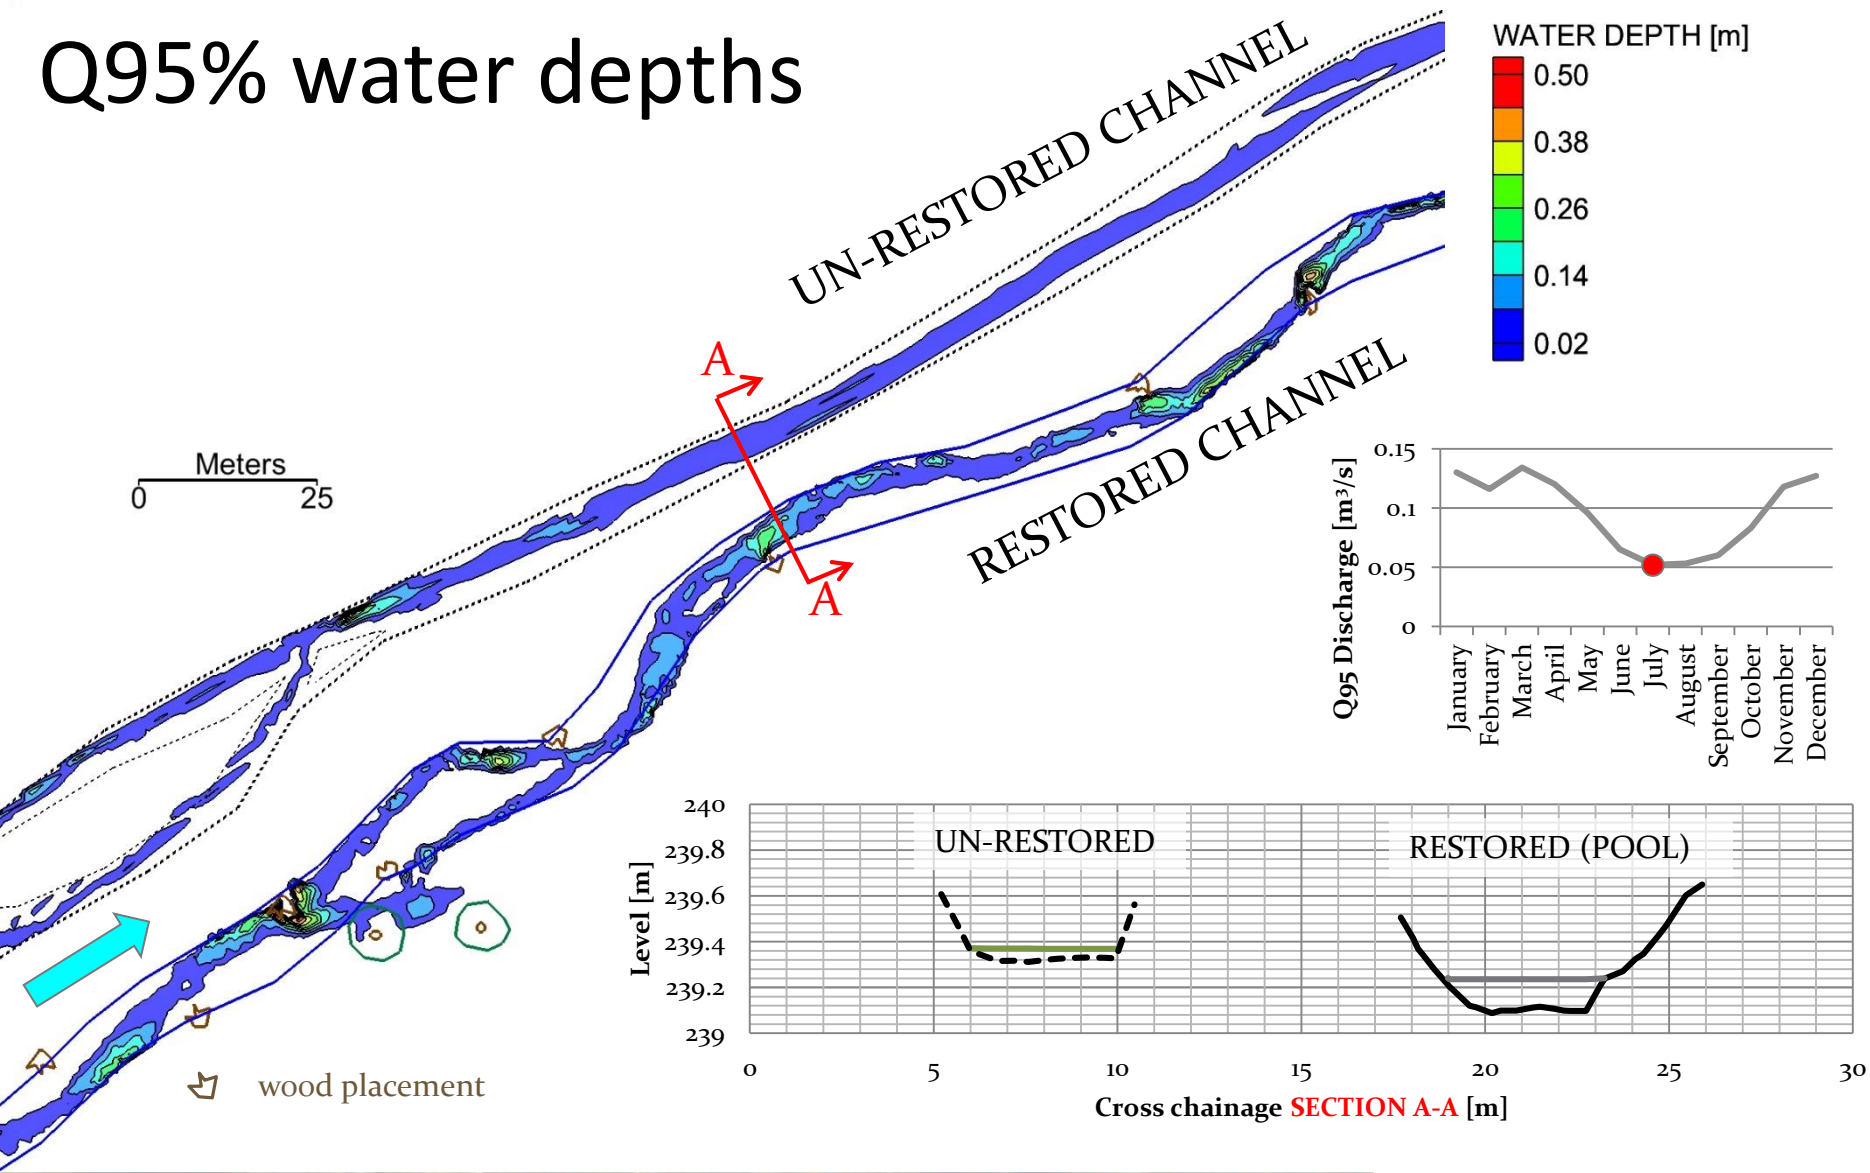 Q95% water depths
UN-RESTORED CHANNEL
RESTORED CHANNEL
WATER DEPTH [m]
0.50
0.38
0.26
0.14
0.02
Meters
0 25
A
A
Q95 Discharge [m³/s]
0.15
0.1
0.05
0
January
February
March
April
May
June
July
August
September
October
November
December
UN-RESTORED
RESTORED (POOL)
Level [m]
240
239.8
239.6
239.4
239.2
239
0 5 10 15 20 25 30
Cross chainage SECTION A-A [m]
wood placement